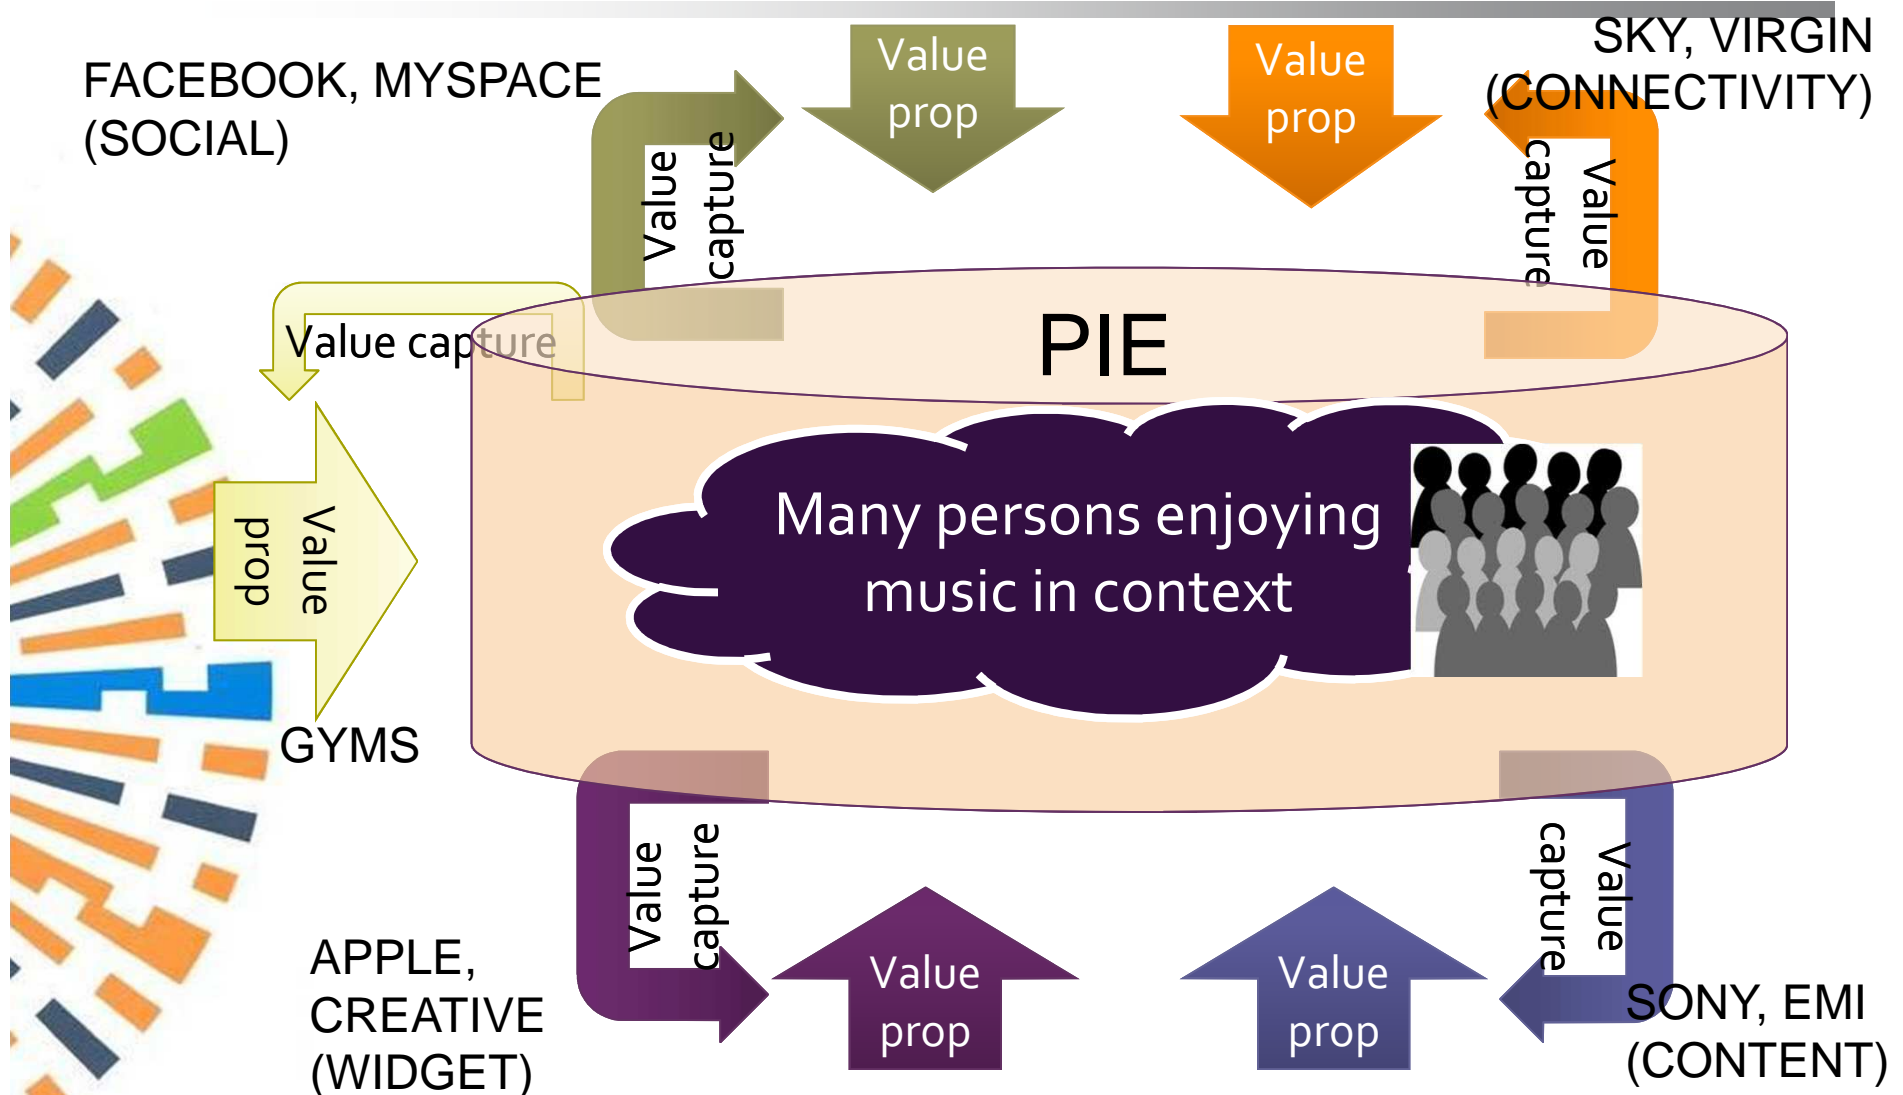 FACEBOOK, MYSPACE
(SOCIAL)
Value
capture
Value
prop
Value
prop
SKY, VIRGIN
(CONNECTIVITY)
Value
capture
Value capture
PIE
Value
prop
Many persons enjoying
music in context
GYMS
Value
capture
Value
capture
APPLE,
CREATIVE
(WIDGET)
Value
prop
Value
prop
SONY, EMI
(CONTENT)